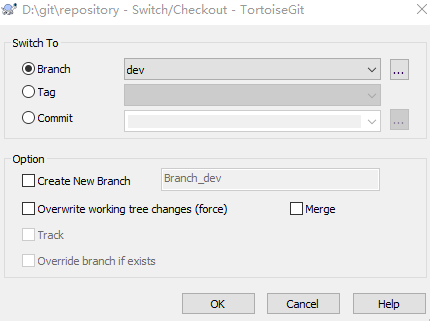 D:\git\repository - Switch/Checkout - TortoiseGit
Switch To
Branch dev ...
Tag
Commit ...
Option
Create New Branch Branch_dev
Overwrite working tree changes (force) Merge
Track
Override branch if exists
OK Cancel Help